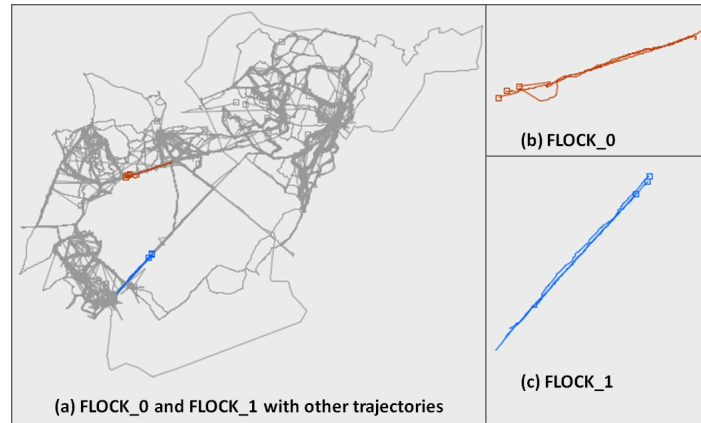 (b) FLOCK_0
(c) FLOCK_1
(a) FLOCK_0 and FLOCK_1 with other trajectories